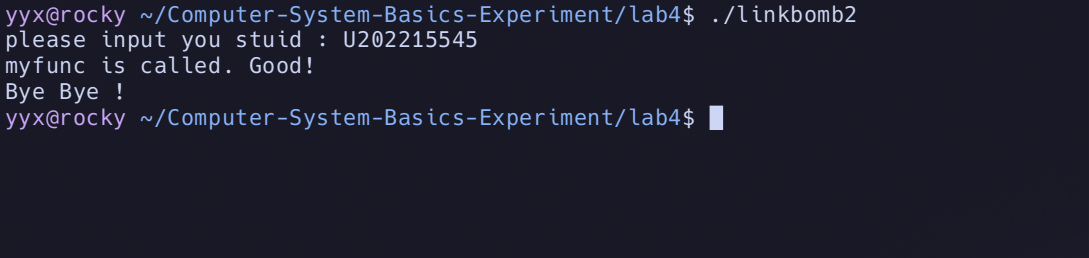 yyx@rocky ~/Computer-System-Basics-Experiment/lab4$ ./linkbomb2
please input you stuid : U202215545
myfunc is called. Good!
Bye Bye !
yyx@rocky ~/Computer-System-Basics-Experiment/lab4$